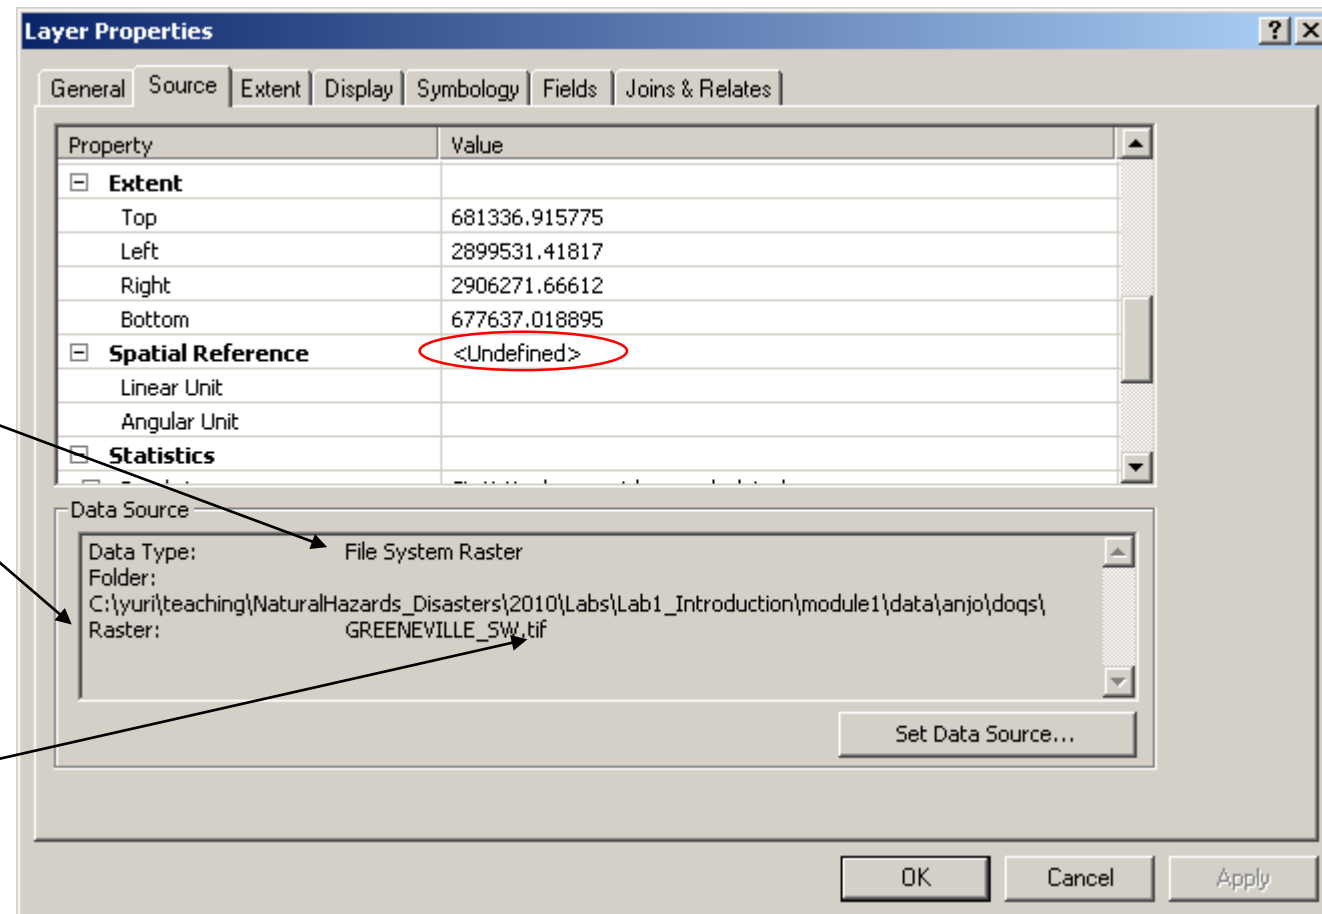 Layer Properties
General Source Extent Display Symbology Fields Joins & Relates
Property Value
Extent
Top 681336.915775
Left 2899531.41817
Right 2906271.66612
Bottom 677637.018895
Spatial Reference <Undefined>
Linear Unit
Angular Unit
Statistics
Data Source
Data Type: File System Raster
Folder:
C:\yuri\teaching\NaturalHazards_Disasters\2010\Labs\Lab1_Introduction\module1\data\anjo\doqs\
Raster: GREENEVILLE_SW.tif
Set Data Source...
OK Cancel Apply